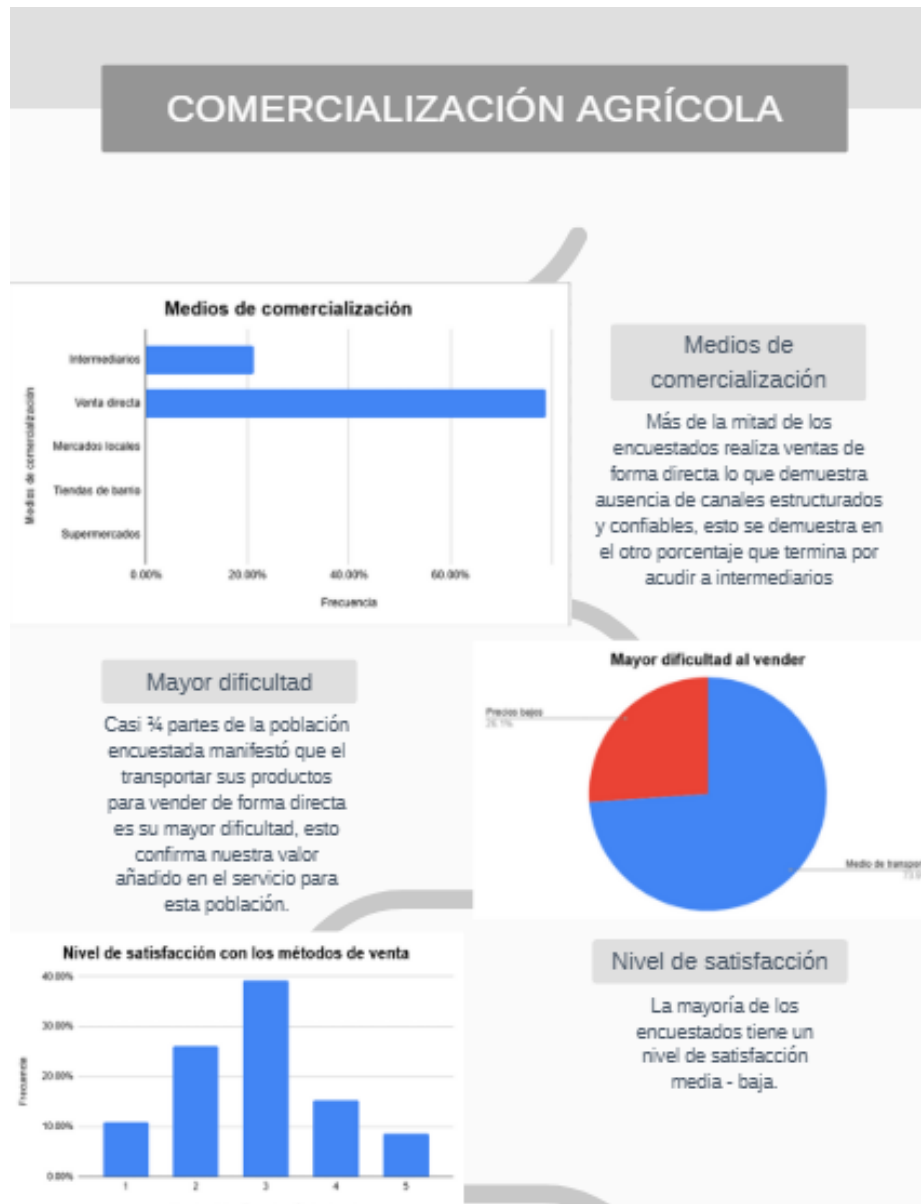 COMERCIALIZACIÓN AGRÍCOLA
Medios de comercialización
Medios de comercialización
Intermediarios
Venta directa
Mercados locales
Tiendas de barrio
Supermercados
0.00%
20.00%
40.00%
60.00%
Frecuencia
Medios de
comercialización
Más de la mitad de los
encuestados realiza ventas de
forma directa lo que demuestra
ausencia de canales estructurados
y confiables, esto se demuestra en
el otro porcentaje que termina por
acudir a intermediarios
Mayor dificultad
Casi ¾ partes de la población
encuestada manifestó que el
transportar sus productos
para vender de forma directa
es su mayor dificultad, esto
confirma nuestra valor
añadido en el servicio para
esta población.
Mayor dificultad al vender
Precios bajos
26.1%
Medio de transpor
73.9
Nivel de satisfacción con los métodos de venta
Frecuencia
40.00%
30.00%
20.00%
10.00%
0.00%
1
2
3
4
5
Nivel de satisfacción
La mayoría de los
encuestados tiene un
nivel de satisfacción
media - baja.